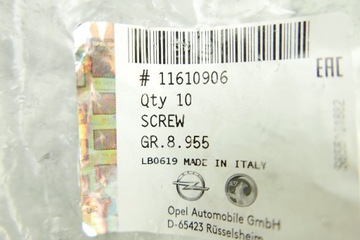 # 11610906
EAC
Qty 10
SCREW
GR.8.955
LB0619 MADE IN ITALY
Opel Automobile GmbH
D-65423 Rüsselsheim